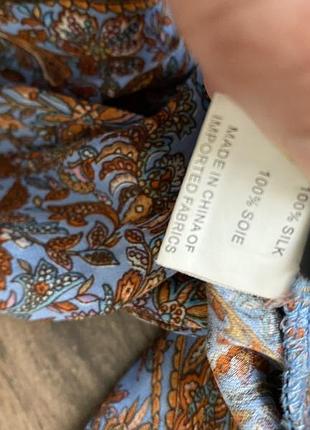 100% SILK
100% SOIE
MADE IN CHINA OF
IMPORTED FABRICS